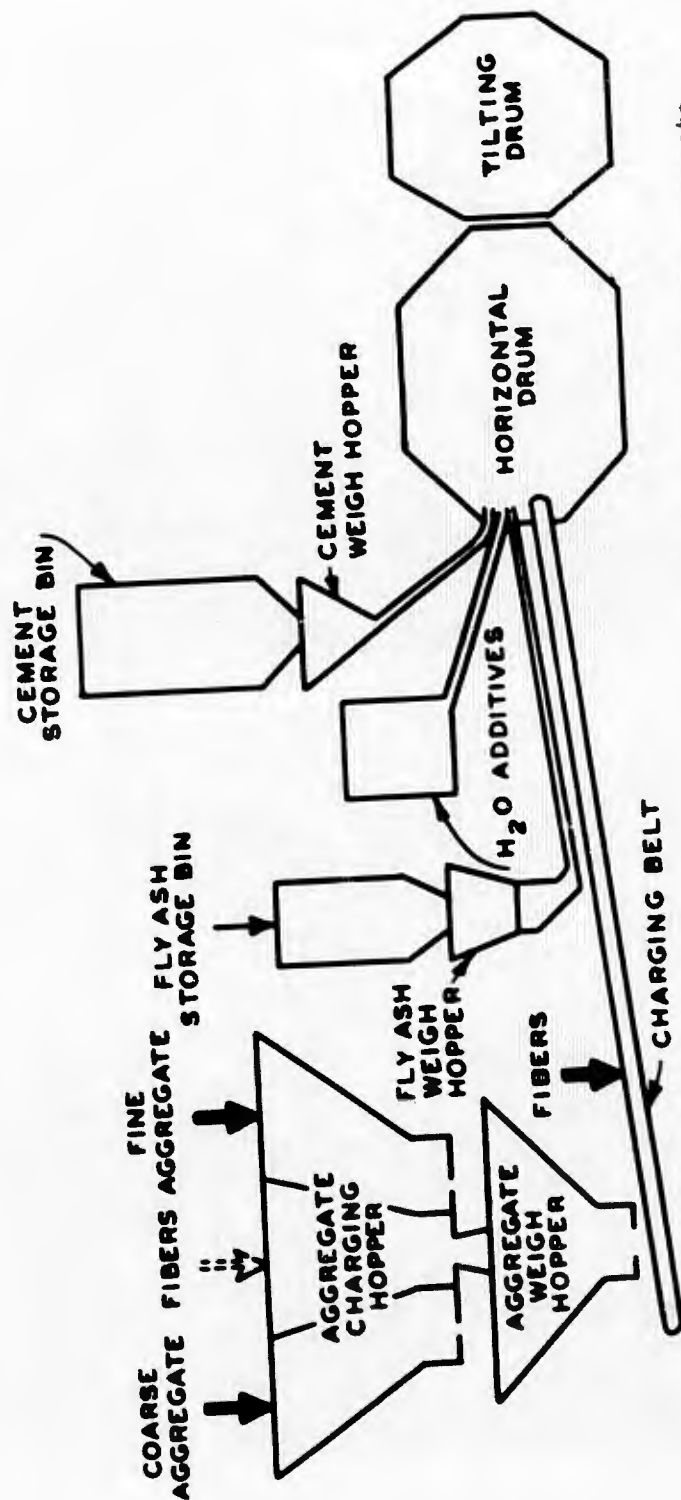 COARSE
AGGREGATE
FIBERS
FINE
AGGREGATE
FLY ASH
STORAGE BIN
CEMENT
STORAGE BIN
AGGREGATE
CHARGING
HOPPER
FLY ASH
WEIGH
HOPPER
H₂O ADDITIVES
CEMENT
WEIGH HOPPER
AGGREGATE
WEIGH
HOPPER
FIBERS
CHARGING BELT
HORIZONTAL
DRUM
TILTING
DRUM